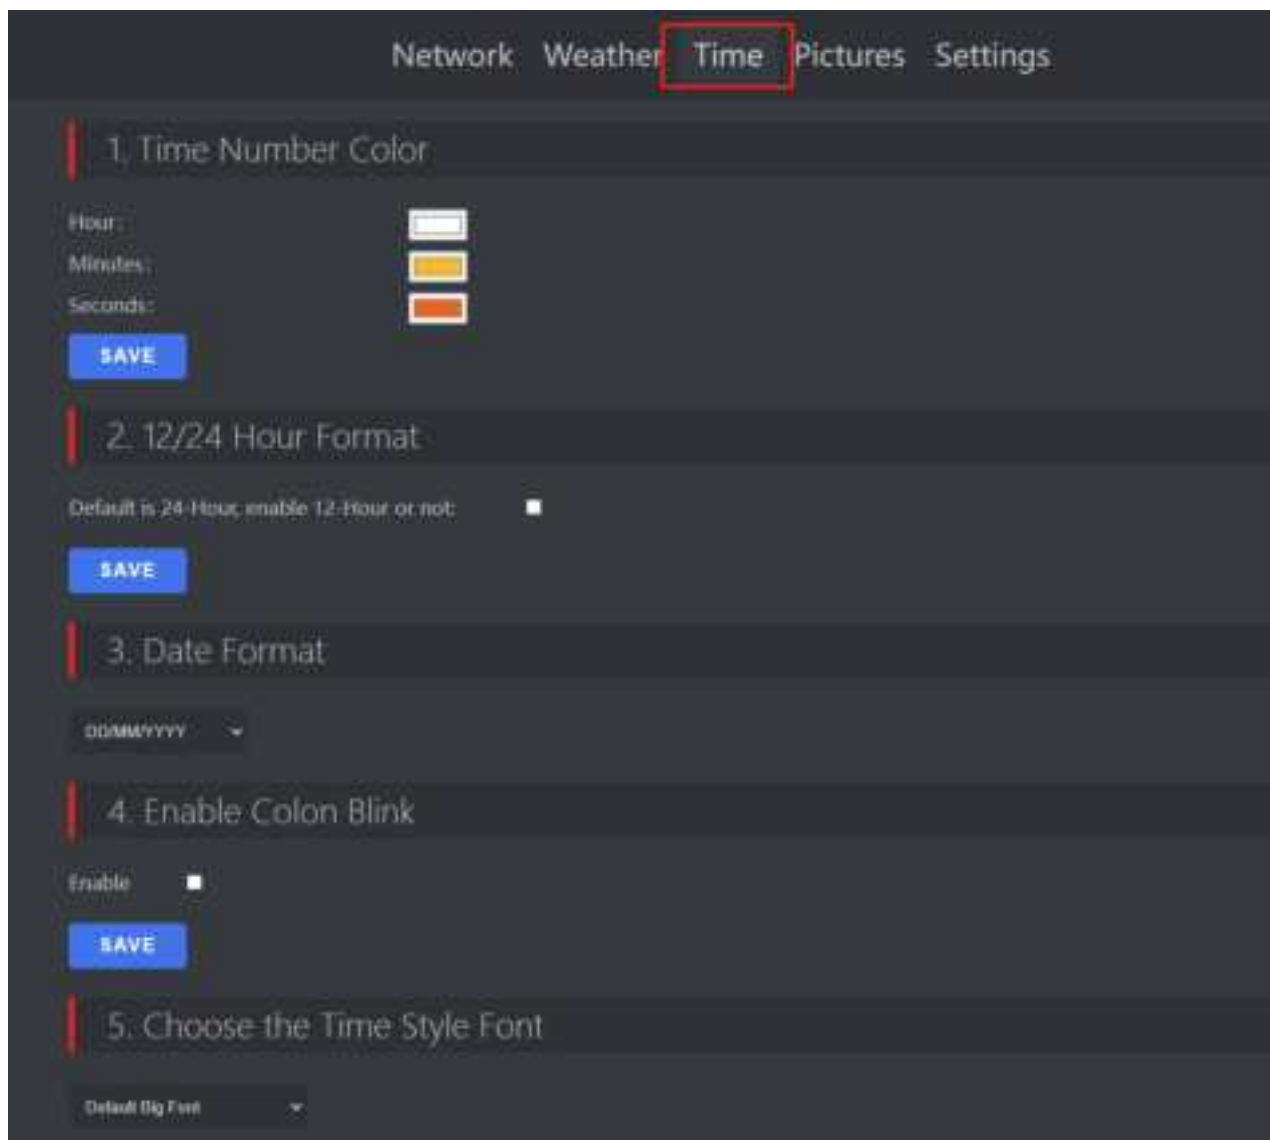 Network Weather Time Pictures Settings
1. Time Number Color
Hour:
Minutes:
Seconds:
SAVE
2. 12/24 Hour Format
Default is 24-Hour, enable 12-Hour or not:
SAVE
3. Date Format
DD/MM/YYYY
4. Enable Colon Blink
Enable
SAVE
5. Choose the Time Style Font
Default Big Font